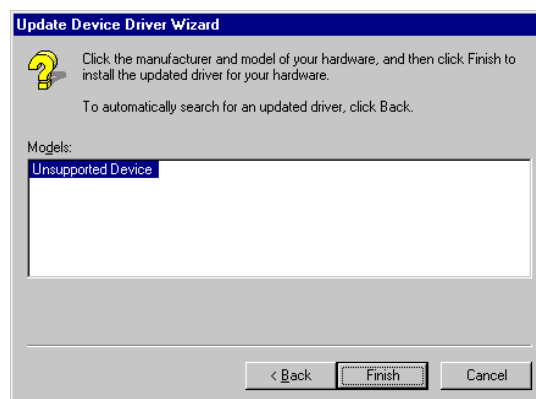 Update Device Driver Wizard
Click the manufacturer and model of your hardware, and then click Finish to
install the updated driver for your hardware.
To automatically search for an updated driver, click Back.
Models:
Unsupported Device
< Back Finish Cancel